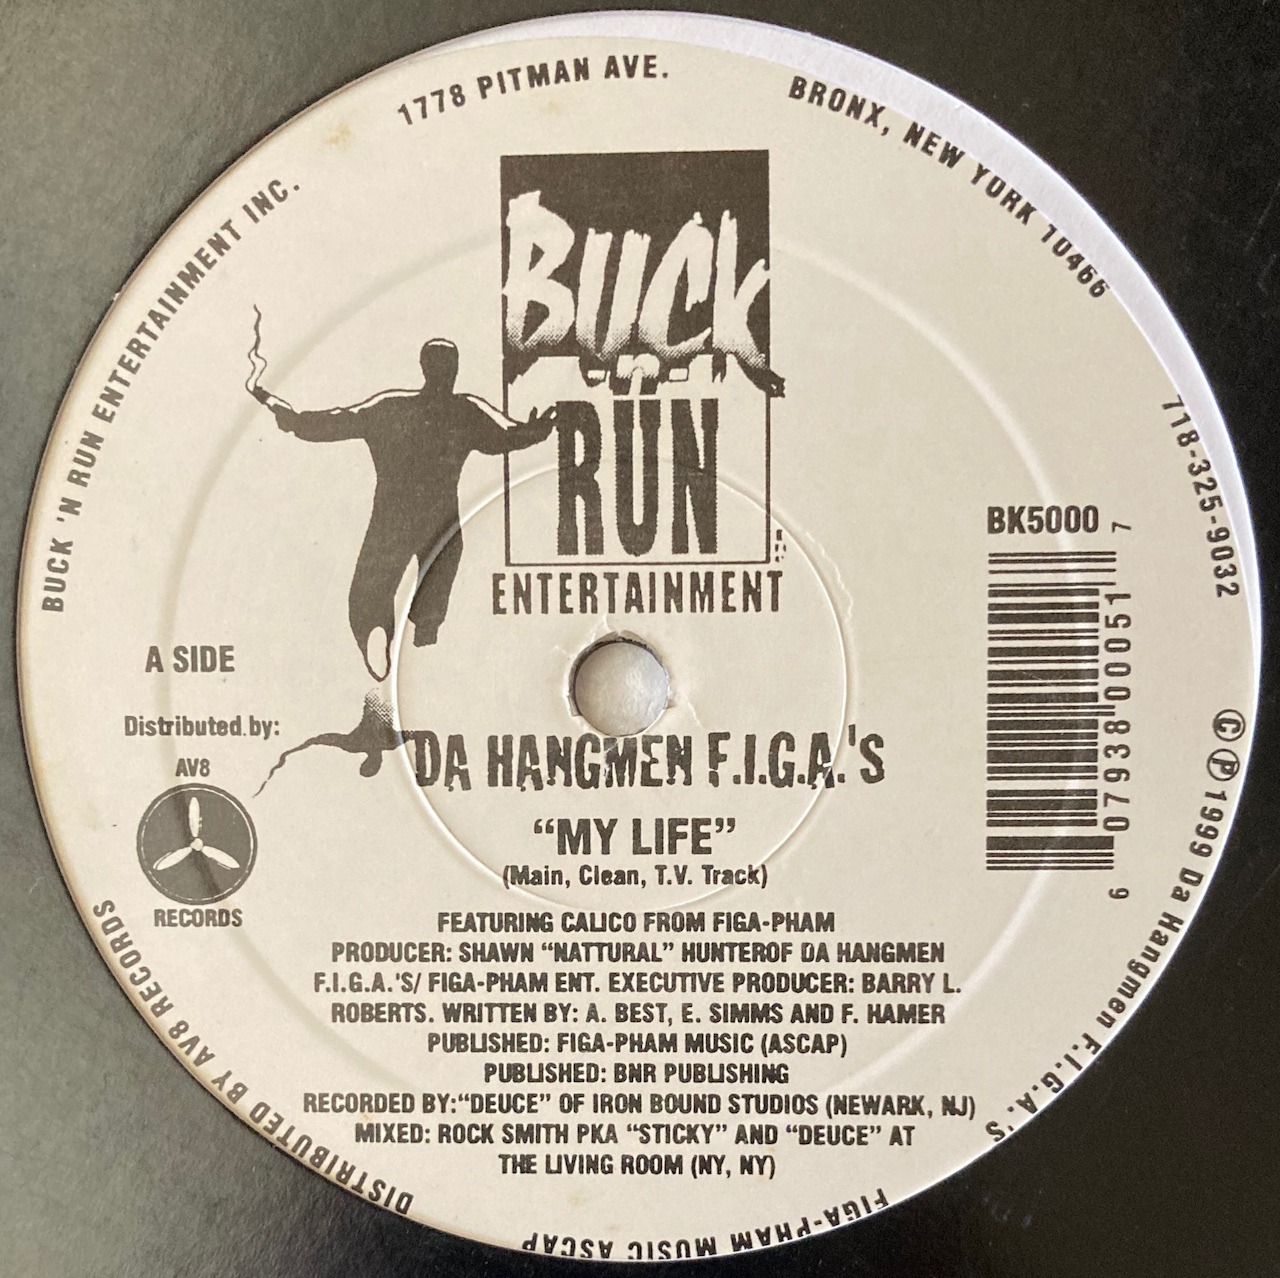 BUCK 'N RUN ENTERTAINMENT INC.
1778 PITMAN AVE.
BRONX, NEW YORK 10466
718-325-9032
BUCK
RÜN
ENTERTAINMENT
BK5000
6 07938 00051 7
A SIDE
Distributed by:
AV8
RECORDS
DA HANGMEN F.I.G.A.'S
“MY LIFE”
(Main, Clean, T.V. Track)
FEATURING CALICO FROM FIGA-PHAM
PRODUCER: SHAWN “NATTURAL” HUNTEROF DA HANGMEN
F.I.G.A.'S/ FIGA-PHAM ENT. EXECUTIVE PRODUCER: BARRY L.
ROBERTS. WRITTEN BY: A. BEST, E. SIMMS AND F. HAMER
PUBLISHED: FIGA-PHAM MUSIC (ASCAP)
PUBLISHED: BNR PUBLISHING
RECORDED BY:“DEUCE” OF IRON BOUND STUDIOS (NEWARK, NJ)
MIXED: ROCK SMITH PKA “STICKY” AND “DEUCE” AT
THE LIVING ROOM (NY, NY)
©℗1999 Da Hangmen F.I.G.A.'s
FIGA-PHAM MUSIC ASCAP
DISTRIBUTED BY AV8 RECORDS